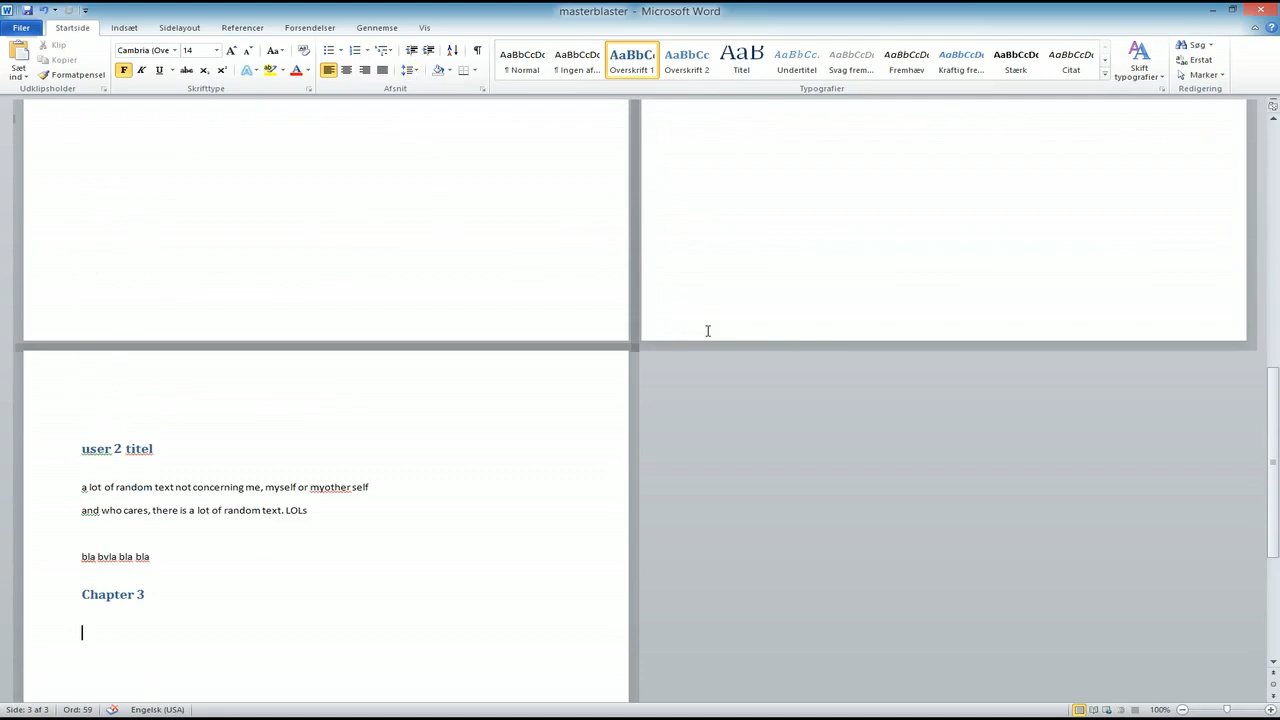 masterblaster - Microsoft Word
Filer Startside Indsæt Sidelayout Referencer Forsendelser Gennemse Vis
Sæt ind
Klip
Kopier
Formatpensel
Udklipsholder
Cambria (Ove 14
Skrifttype
Afsnit
AaBbCcDc AaBbCcDc AaBbCc AaBbCc AaB AaBbCc. AaBbCcDc AaBbCcDc AaBbCcDc AaBbCcDc AaBbCcDc
¶ Normal ¶ Ingen af... Overskrift 1 Overskrift 2 Titel Undertitel Svag frem... Fremhæv Kraftig frem... Stærk Citat
Typografier
Skift typografier
Søg
Erstat
Marker
Redigering
user 2 titel
a lot of random text not concerning me, myself or myother self
and who cares, there is a lot of random text. LOLs
bla bvla bla bla
Chapter 3
Side: 3 af 3 Ord: 59 Engelsk (USA) 100%